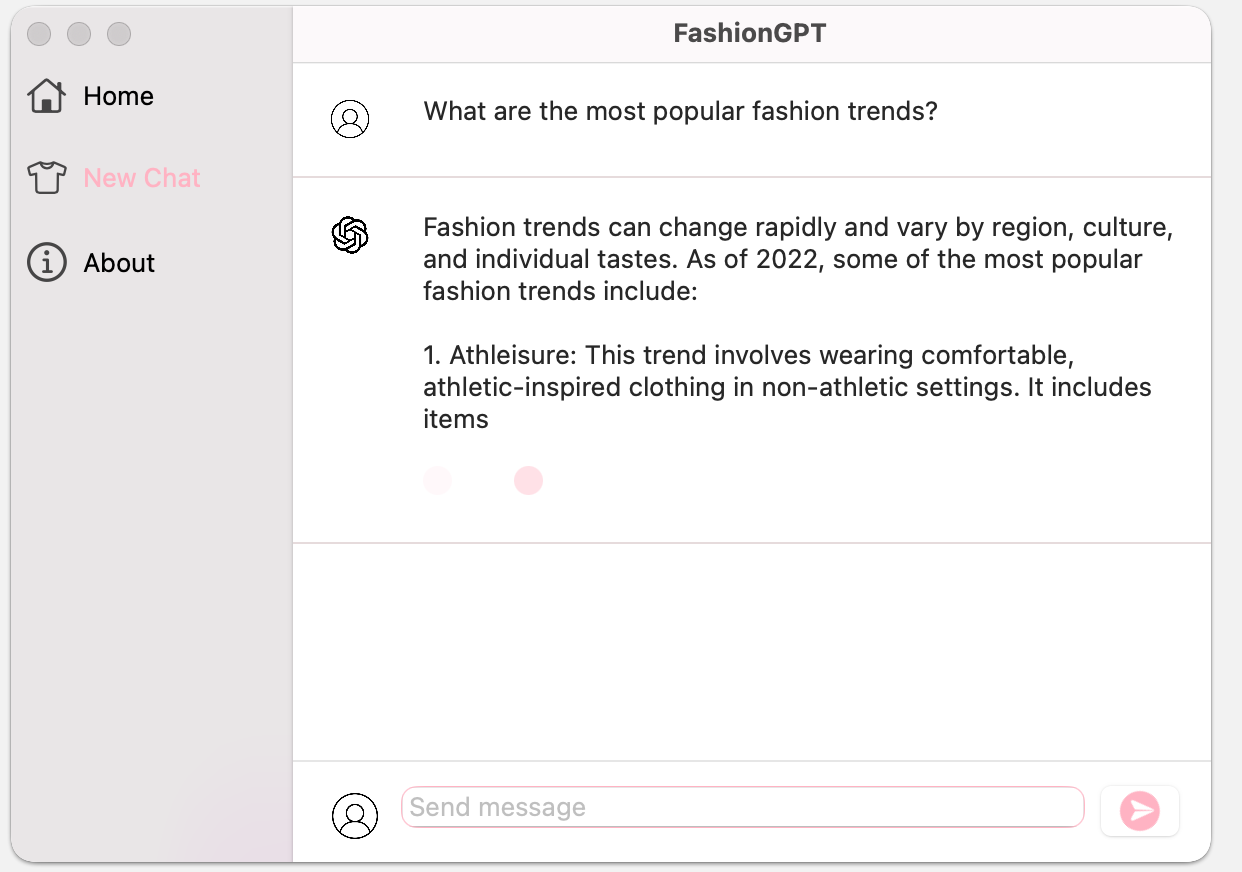 FashionGPT
Home
New Chat
About
What are the most popular fashion trends?
Fashion trends can change rapidly and vary by region, culture,
and individual tastes. As of 2022, some of the most popular
fashion trends include:
1. Athleisure: This trend involves wearing comfortable,
athletic-inspired clothing in non-athletic settings. It includes
items
Send message